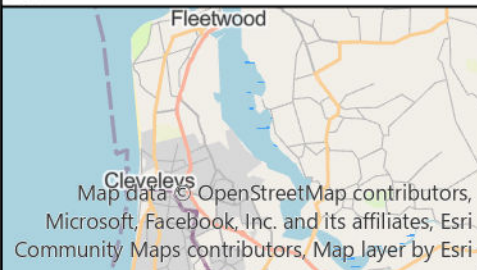 Fleetwood
Cleveleys
Map data © OpenStreetMap contributors,
Microsoft, Facebook, Inc. and its affiliates, Esri
Community Maps contributors, Map layer by Esri